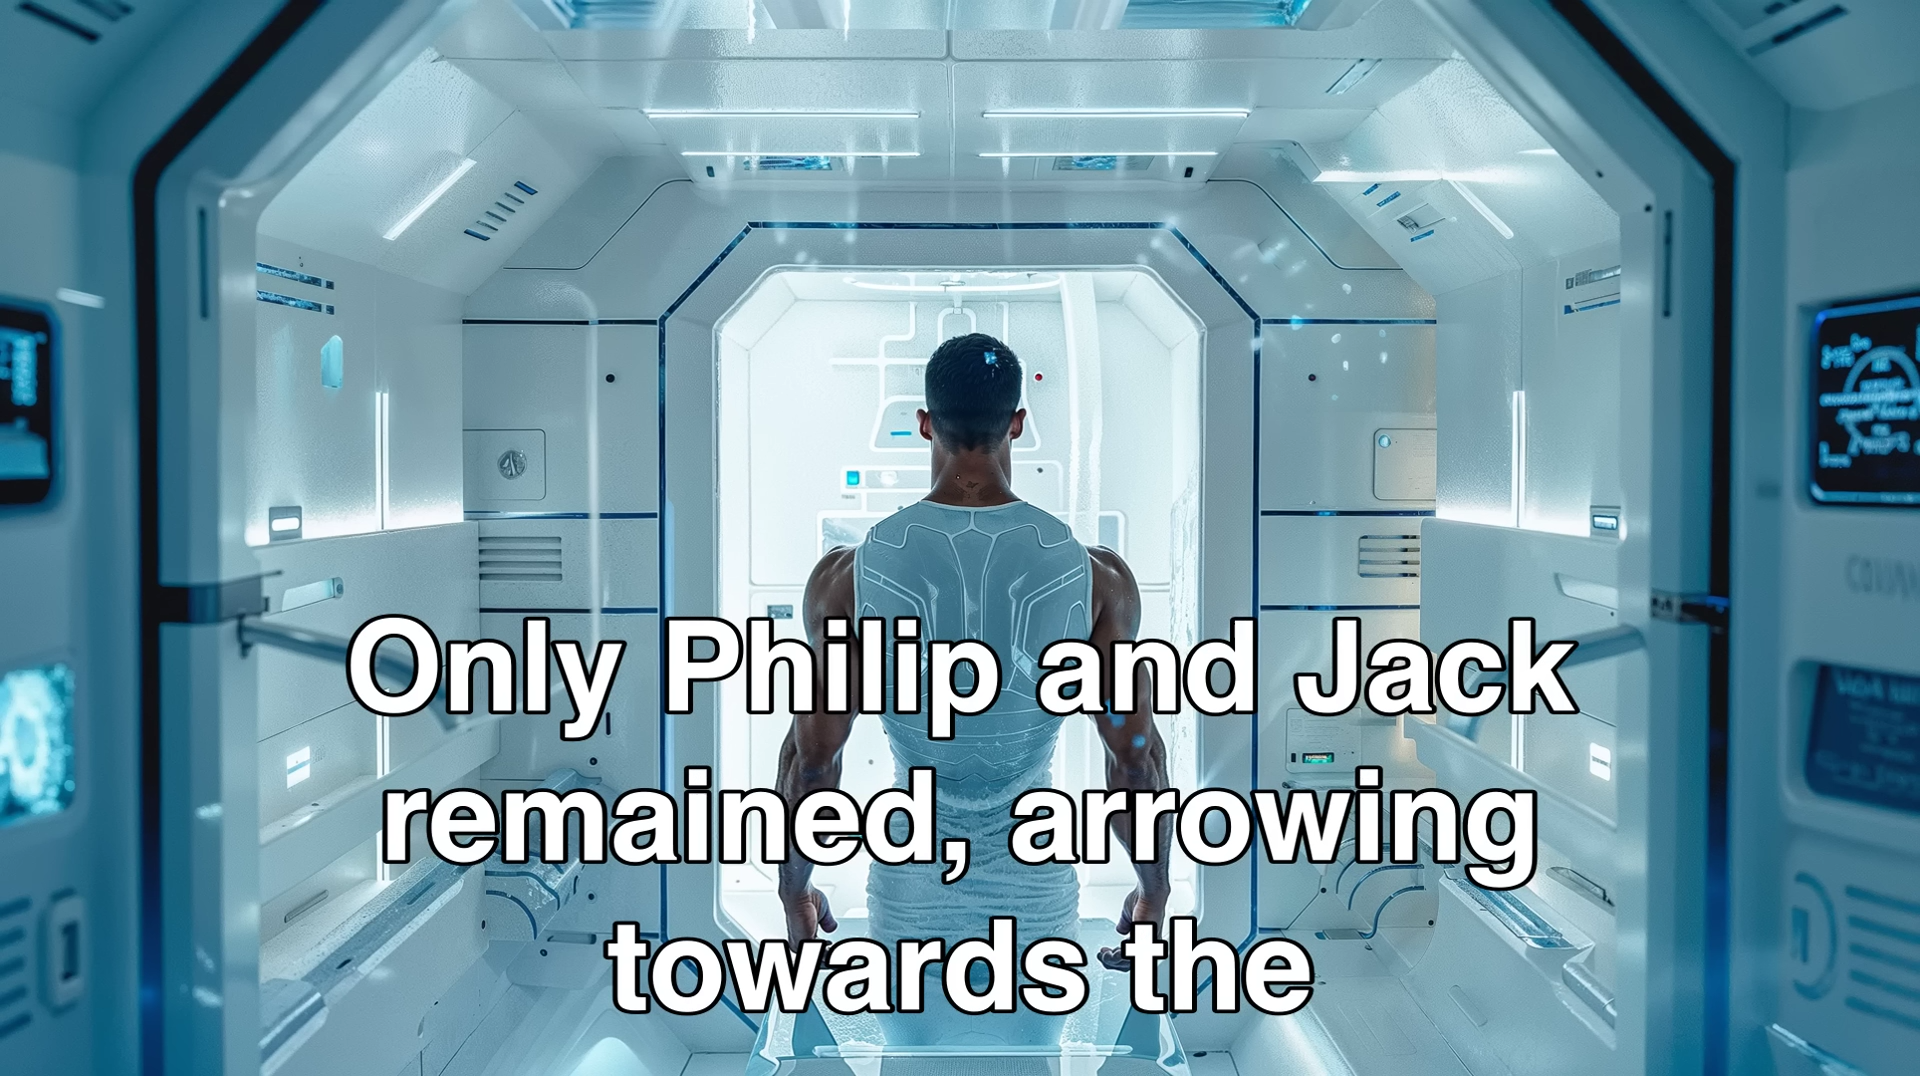 Only Philip and Jack
remained, arrowing
towards the